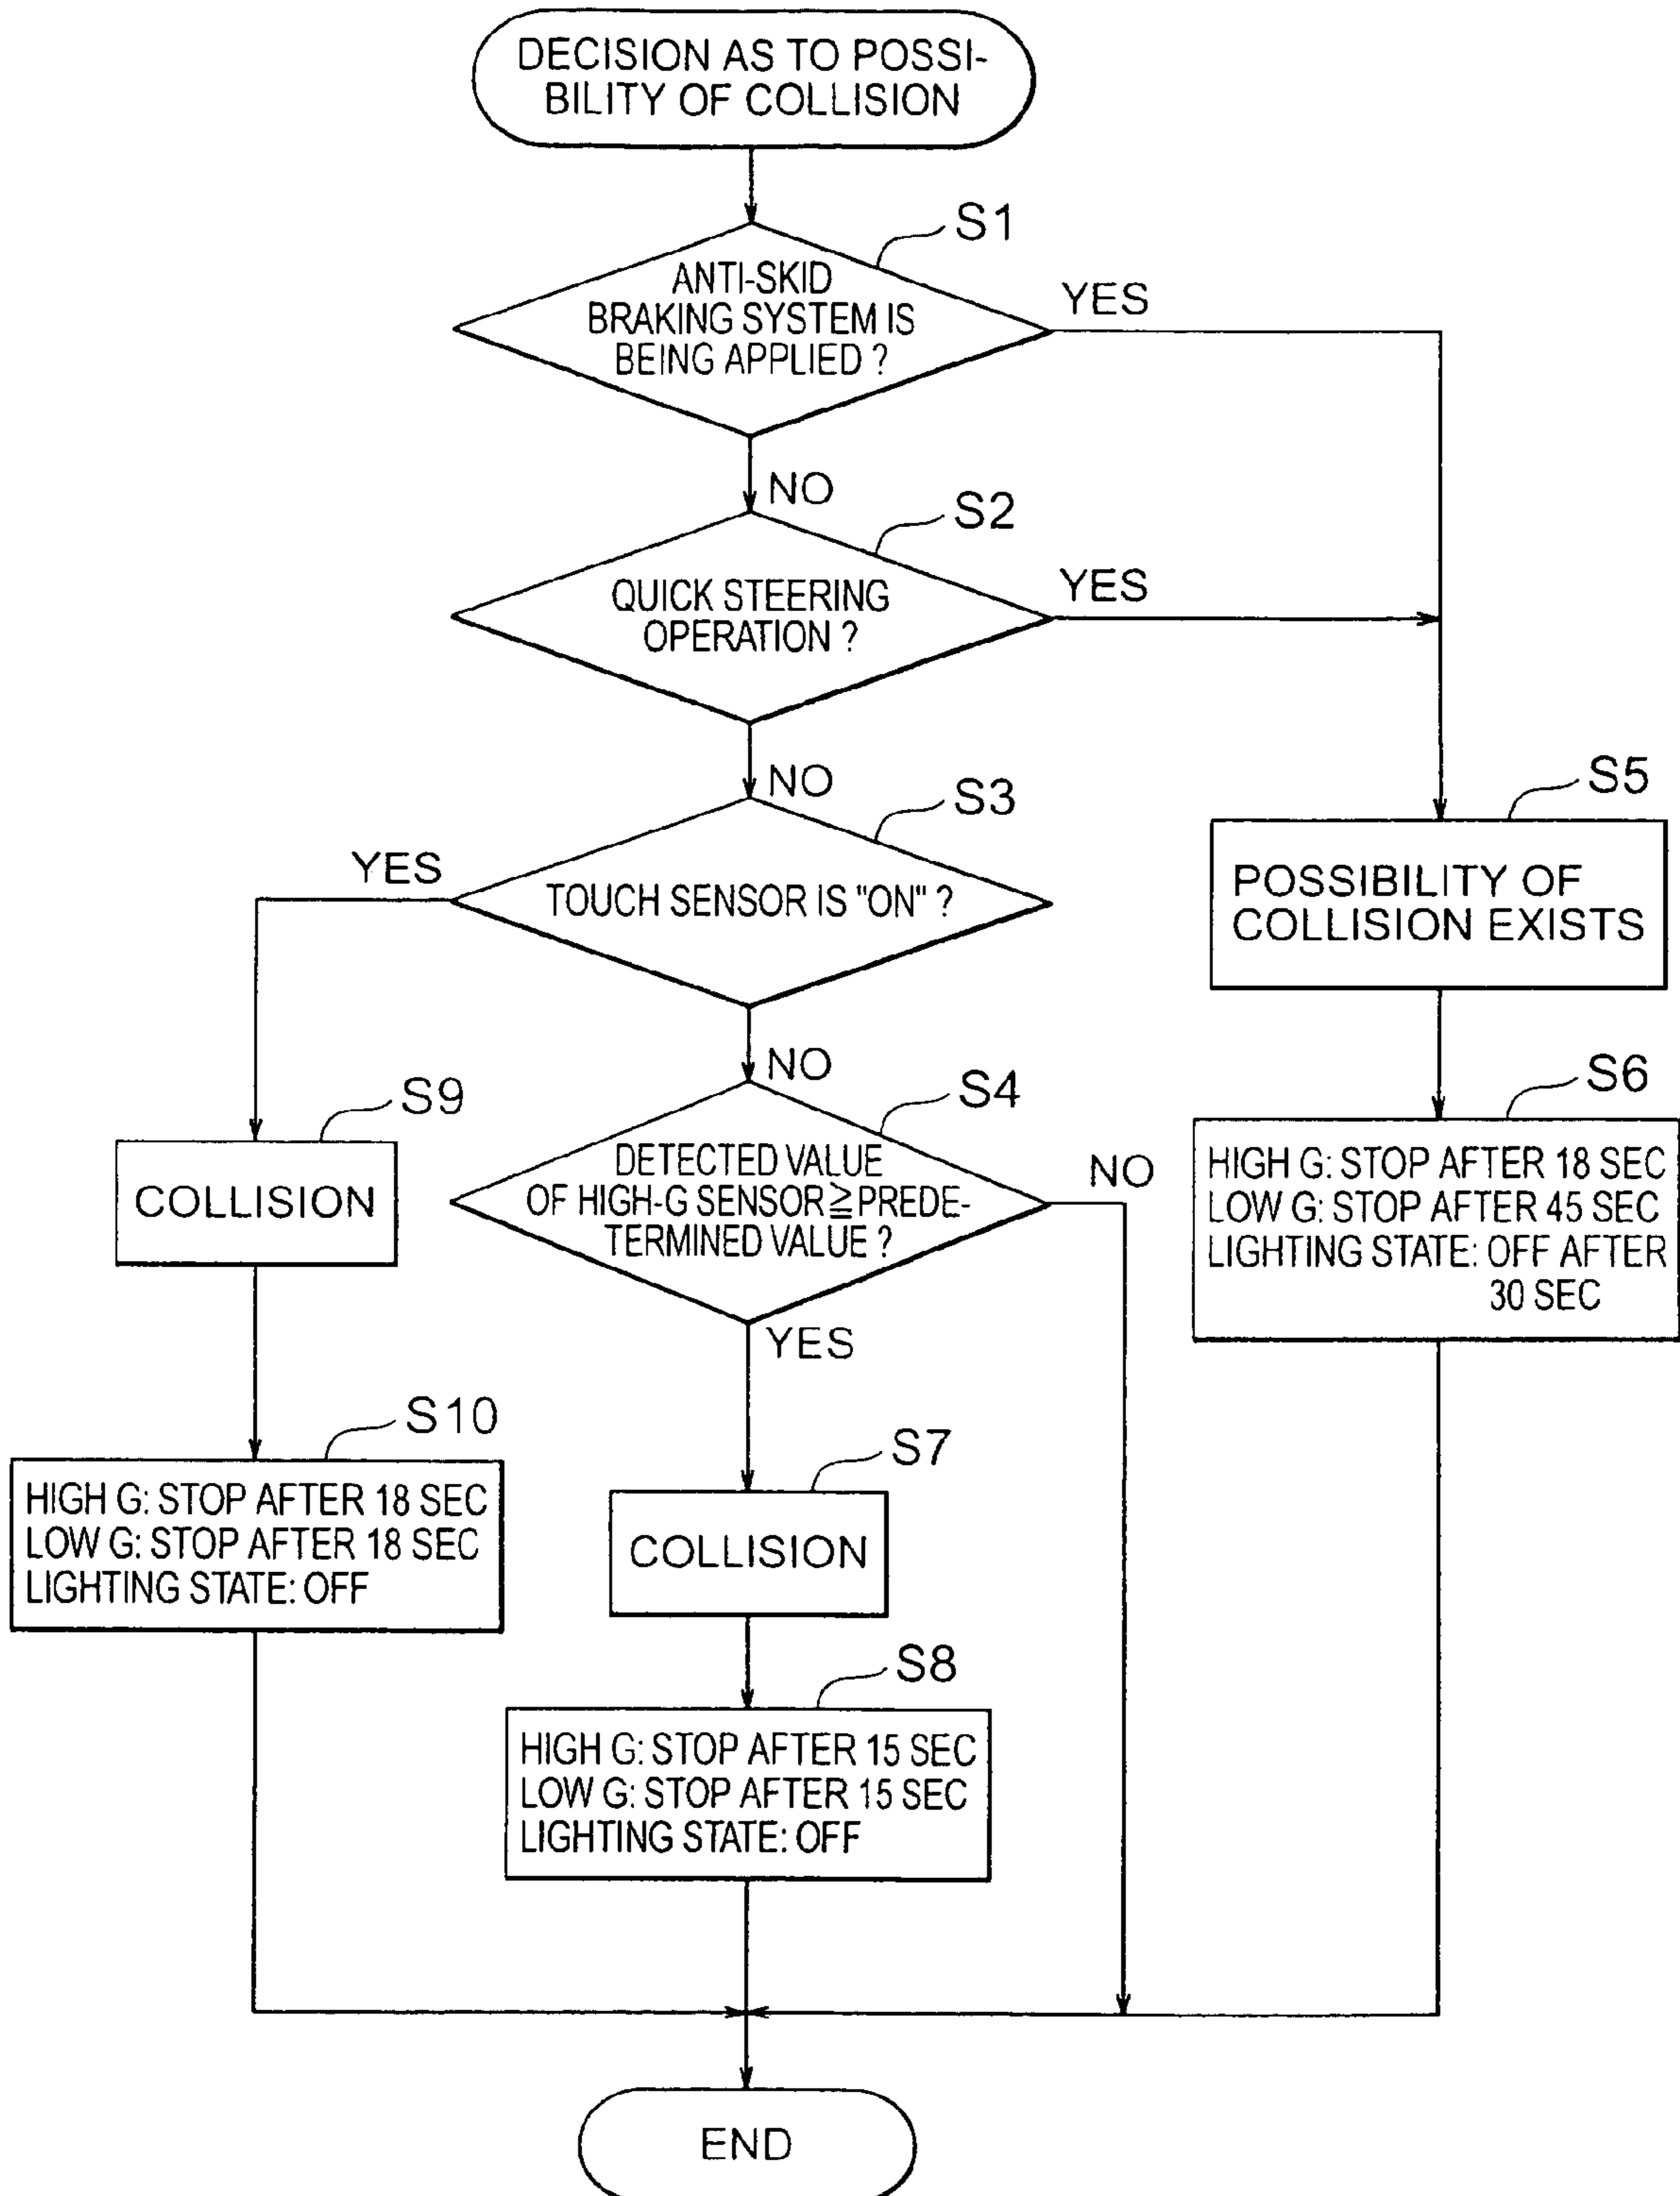 DECISION AS TO POSSI-
BILITY OF COLLISION
S1
ANTI-SKID
BRAKING SYSTEM IS
BEING APPLIED ?
YES
NO
S2
QUICK STEERING
OPERATION ?
YES
NO
S3
TOUCH SENSOR IS "ON" ?
YES
NO
S5
POSSIBILITY OF
COLLISION EXISTS
S4
DETECTED VALUE
OF HIGH-G SENSOR ≧ PREDE-
TERMINED VALUE ?
NO
YES
S6
HIGH G: STOP AFTER 18 SEC
LOW G: STOP AFTER 45 SEC
LIGHTING STATE: OFF AFTER
30 SEC
S9
COLLISION
S10
HIGH G: STOP AFTER 18 SEC
LOW G: STOP AFTER 18 SEC
LIGHTING STATE: OFF
S7
COLLISION
S8
HIGH G: STOP AFTER 15 SEC
LOW G: STOP AFTER 15 SEC
LIGHTING STATE: OFF
END